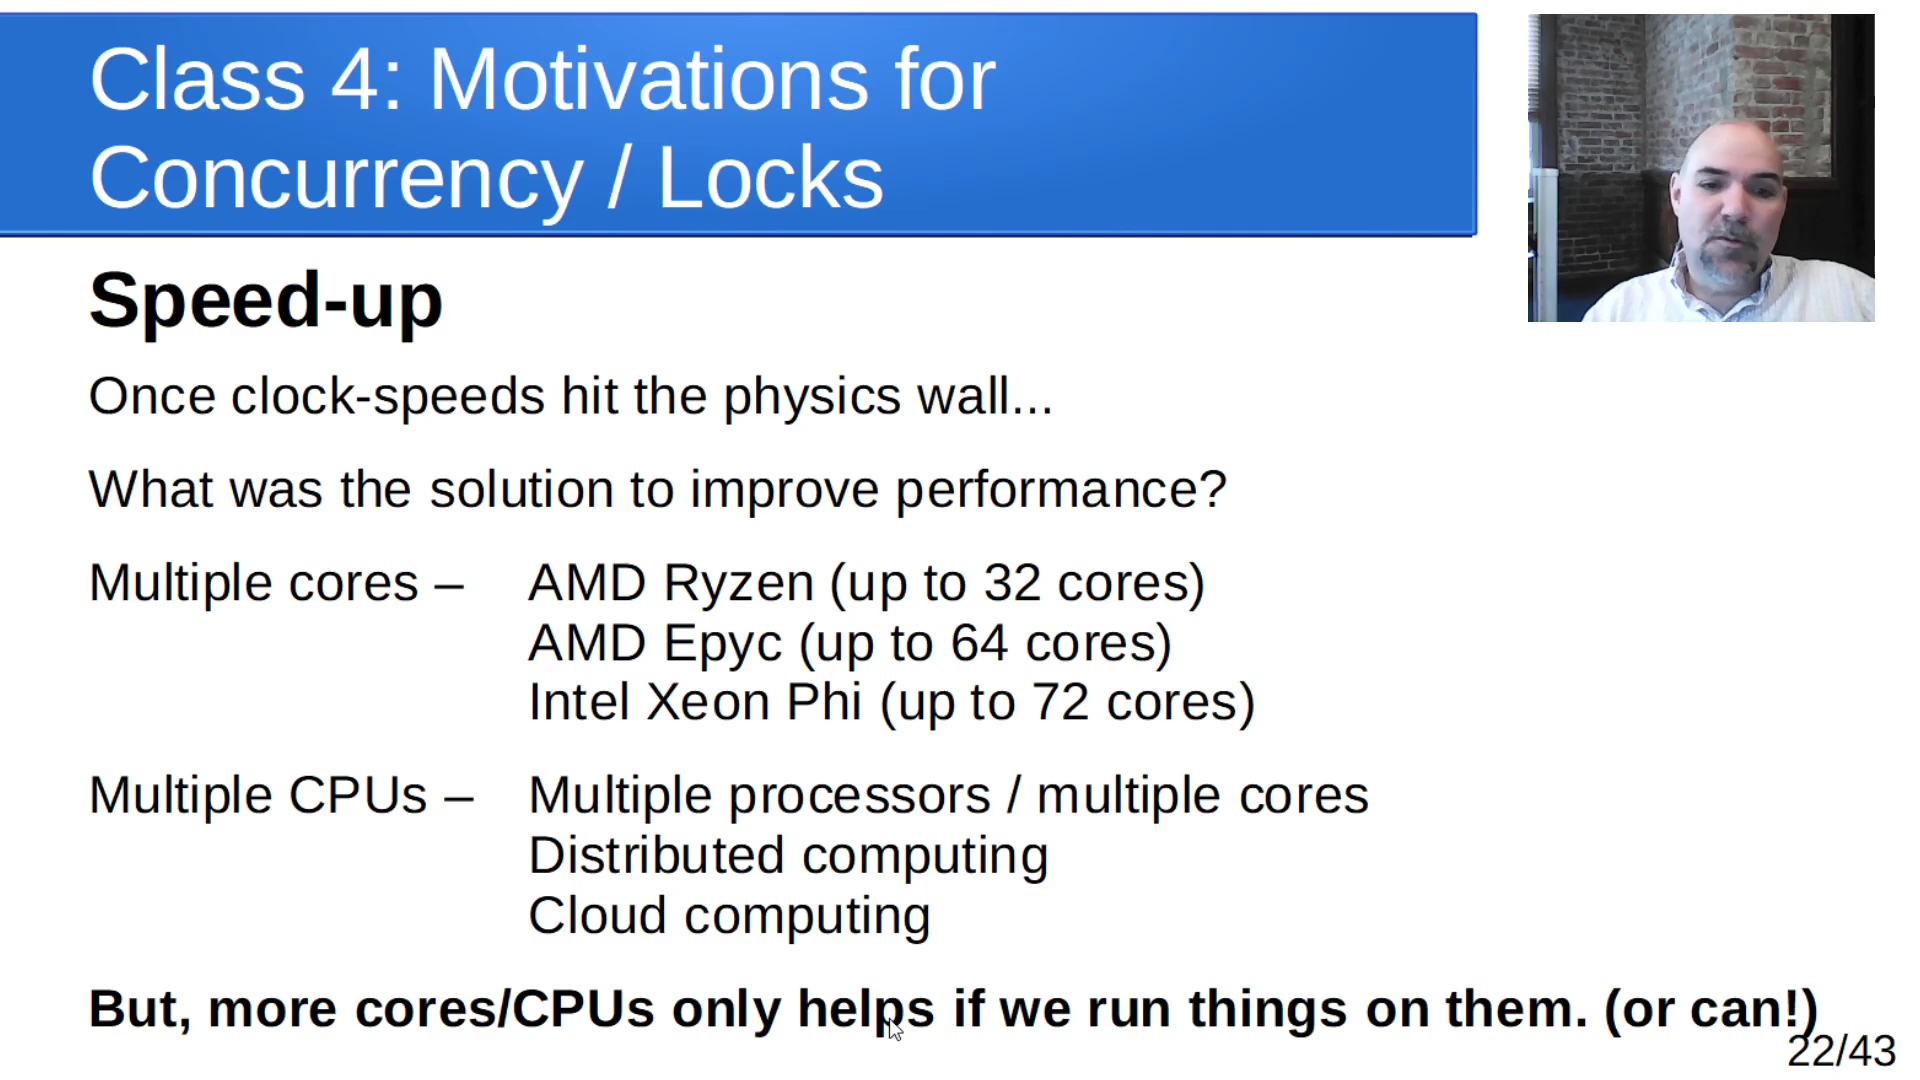 Class 4: Motivations for
Concurrency / Locks
Speed-up
Once clock-speeds hit the physics wall...
What was the solution to improve performance?
Multiple cores – AMD Ryzen (up to 32 cores)
AMD Epyc (up to 64 cores)
Intel Xeon Phi (up to 72 cores)
Multiple CPUs – Multiple processors / multiple cores
Distributed computing
Cloud computing
But, more cores/CPUs only helps if we run things on them. (or can!)
22/43